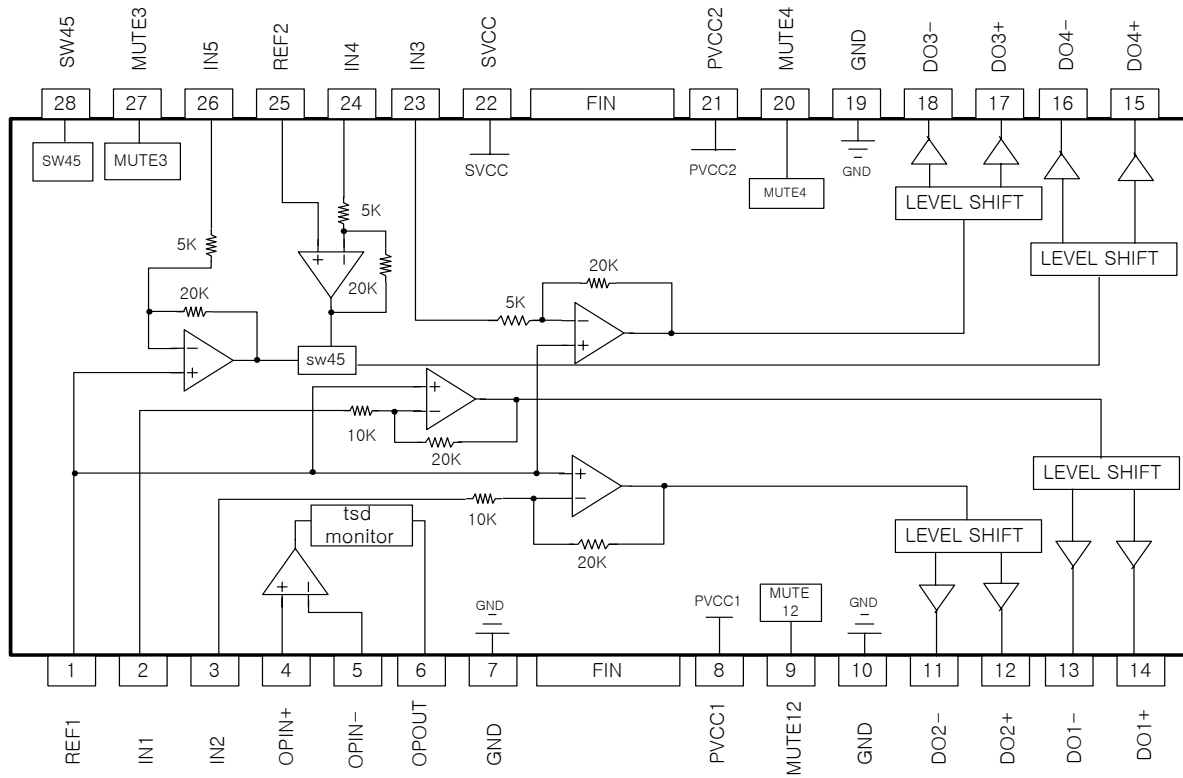 SW45 MUTE3 IN5 REF2 IN4 IN3 SVCC PVCC2 MUTE4 GND DO3- DO3+ DO4- DO4+
28 27 26 25 24 23 22 FIN 21 20 19 18 17 16 15
SW45 MUTE3 SVCC PVCC2 MUTE4 GND
LEVEL SHIFT
5K
5K
LEVEL SHIFT
+ −
20K
20K
20K
5K
−
+
−
+
sw45
+
−
10K
20K
LEVEL SHIFT
+
−
10K
20K
tsd
monitor
LEVEL SHIFT
+ −
GND
PVCC1
MUTE
12
GND
1 2 3 4 5 6 7 FIN 8 9 10 11 12 13 14
REF1 IN1 IN2 OPIN+ OPIN- OPOUT GND PVCC1 MUTE12 GND DO2- DO2+ DO1- DO1+